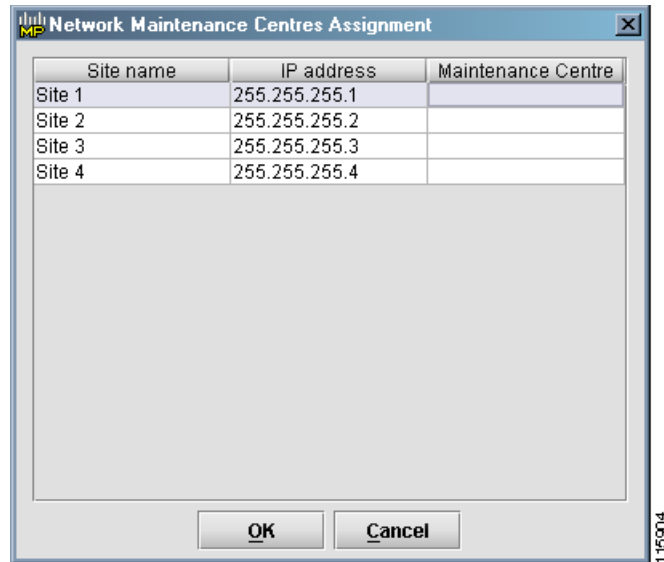 MP Network Maintenance Centres Assignment
Site name IP address Maintenance Centre
Site 1 255.255.255.1
Site 2 255.255.255.2
Site 3 255.255.255.3
Site 4 255.255.255.4
OK Cancel
115904